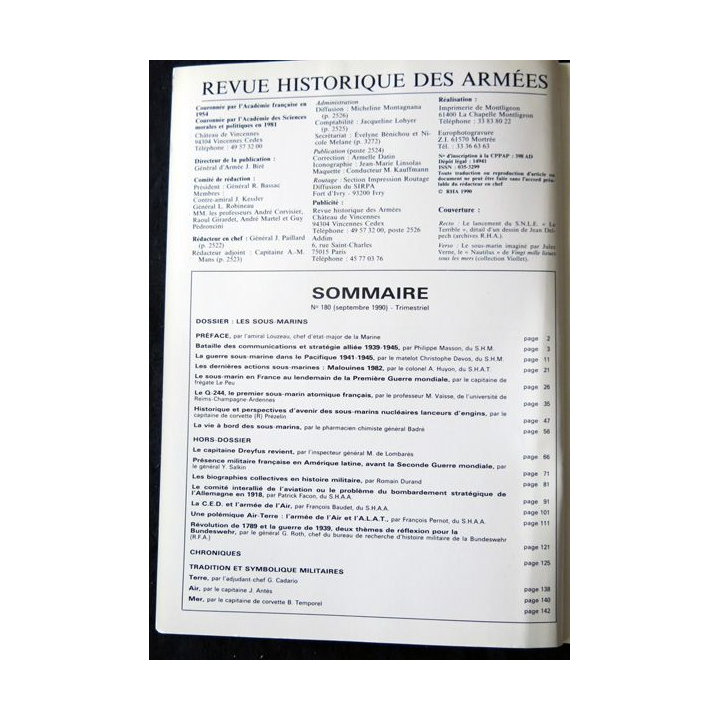 REVUE HISTORIQUE DES ARMÉES
Couronnée par l'Académie française en
1954
Couronnée par l'Académie des Sciences
morales et politiques en 1981
Château de Vincennes
94304 Vincennes Cedex
Téléphone : 49 57 32 00
Directeur de la publication :
Général d'Armée J. Biré
Comité de rédaction :
Président : Général R. Bassac
Membres :
Contre-amiral J. Kessler
Général L. Robineau
MM. les professeurs André Corvisier,
Raoul Girardet, André Martel et Guy
Pedroncini
Rédacteur en chef : Général J. Paillard
(p. 2522)
Rédacteur adjoint : Capitaine A.-M.
Mans (p. 2523)
Administration
Diffusion : Micheline Montagnana
(p. 2526)
Comptabilité : Jacqueline Lohyer
(p. 2525)
Secrétariat : Evelyne Bénichou et Ni-
cole Melane (p. 3272)
Publication (poste 2524)
Correction : Armelle Datin
Iconographie : Jean-Marie Linsolas
Maquette : Conducteur M. Kauffmann
Routage : Section Impression Routage
Diffusion du SIRPA
Fort d'Ivry - 93200 Ivry
Publicité :
Revue historique des Armées
Château de Vincennes
94304 Vincennes Cedex
Téléphone : 49 57 32 00, poste 2526
Addim
6, rue Saint-Charles
75015 Paris
Téléphone : 45 77 03 76
Réalisation :
Imprimerie de Montligeon
61400 La Chapelle Montligeon
Téléphone : 33 83 80 22
Europhotogravure
Z.I. 61570 Mortrée
Tél. : 33 36 63 63
N° d'inscription à la CPPAP : 398 AD
Dépôt légal : 14941
ISSN : 035-3299
Toute traduction ou reproduction d'article ou
document ne peut être faite sans l'accord préa-
lable du rédacteur en chef
© RHA 1990
Couverture :
Recto : Le lancement du S.N.L.E. « Le
Terrible », détail d'un dessin de Jean Del-
pech (archives R.H.A.)
Verso : Le sous-marin imaginé par Jules
Verne, le « Nautilus » de Vingt mille lieues
sous les mers (collection Viollet).
SOMMAIRE
N° 180 (septembre 1990) - Trimestriel
DOSSIER : LES SOUS-MARINS
PRÉFACE, par l'amiral Louzeau, chef d'état-major de la Marine page 2
Bataille des communications et stratégie alliée 1939-1945, par Philippe Masson, du S.H.M. page 3
La guerre sous-marine dans le Pacifique 1941-1945, par le matelot Christophe Devos, du S.H.M. page 11
Les dernières actions sous-marines : Malouines 1982, par le colonel A. Huyon, du S.H.A.T. page 21
Le sous-marin en France au lendemain de la Première Guerre mondiale, par le capitaine de
frégate Le Peu page 26
Le Q-244, le premier sous-marin atomique français, par le professeur M. Vaïsse, de l'université de
Reims-Champagne-Ardennes page 35
Historique et perspectives d'avenir des sous-marins nucléaires lanceurs d'engins, par le
capitaine de corvette (R) Prézelin page 47
La vie à bord des sous-marins, par le pharmacien-chimiste général Badré page 56
HORS-DOSSIER
Le capitaine Dreyfus revient, par l'inspecteur général M. de Lombarès page 66
Présence militaire française en Amérique latine, avant la Seconde Guerre mondiale, par
le général Y. Salkin page 71
Les biographies collectives en histoire militaire, par Romain Durand page 81
Le comité interallié de l'aviation ou le problème du bombardement stratégique de
l'Allemagne en 1918, par Patrick Facon, du S.H.A.A. page 91
La C.E.D. et l'armée de l'Air, par François Baudet, du S.H.A.A. page 101
Une polémique Air-Terre : l'armée de l'Air et l'A.L.A.T., par François Pernot, du S.H.A.A. page 111
Révolution de 1789 et la guerre de 1939, deux thèmes de réflexion pour la
Bundeswehr, par le général G. Roth, chef du bureau de recherche d'histoire militaire de la Bundeswehr
(R.F.A.) page 121
CHRONIQUES page 125
TRADITION ET SYMBOLIQUE MILITAIRES
Terre, par l'adjudant-chef G. Cadario page 138
Air, par le capitaine J. Antès page 140
Mer, par le capitaine de corvette B. Temporel page 142